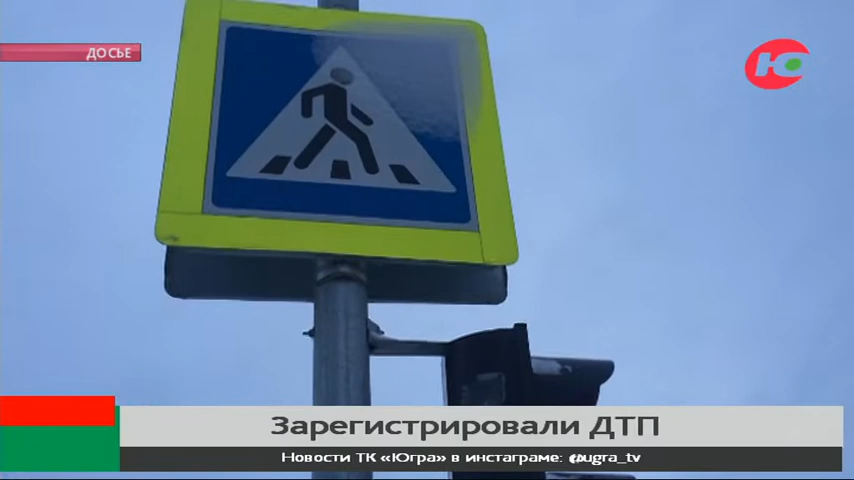 ДОСЬЕ
Ю
Зарегистрировали ДТП
Новости ТК «Югра» в инстаграме: @ugra_tv